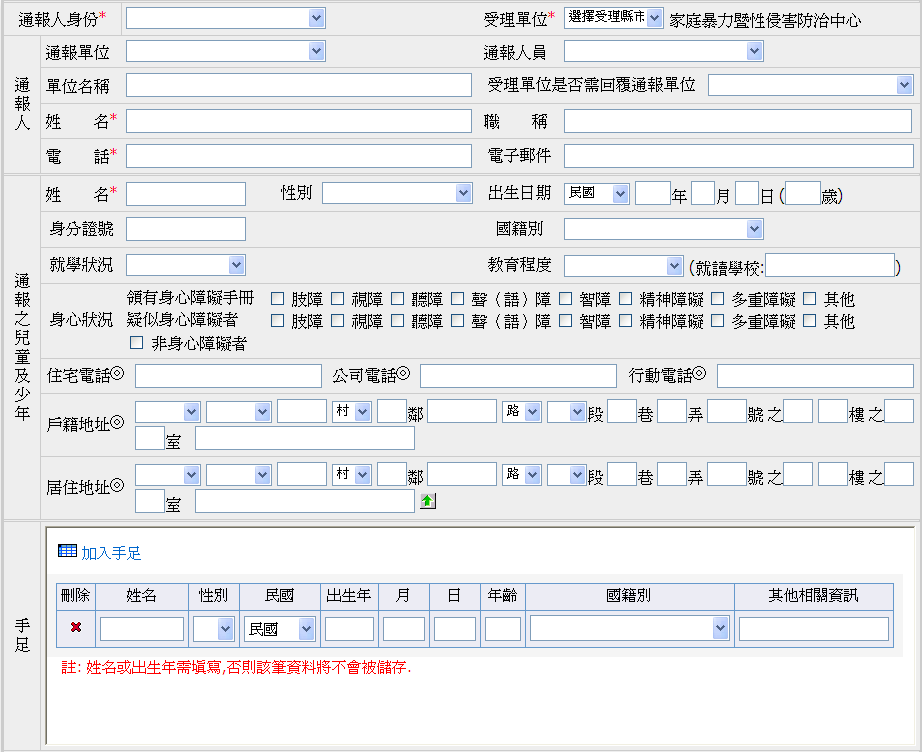 通報人身份* 受理單位* 選擇受理縣市 家庭暴力暨性侵害防治中心
通報人
通報單位 通報人員
單位名稱 受理單位是否需回覆通報單位
姓 名* 職 稱
電 話* 電子郵件
通報之兒童及少年
姓 名* 性別 出生日期 民國 年 月 日 ( 歲)
身分證號 國籍別
就學狀況 教育程度 (就讀學校: )
身心狀況
領有身心障礙手冊 肢障 視障 聽障 聲（語）障 智障 精神障礙 多重障礙 其他
疑似身心障礙者 肢障 視障 聽障 聲（語）障 智障 精神障礙 多重障礙 其他
非身心障礙者
住宅電話◎ 公司電話◎ 行動電話◎
戶籍地址◎ 村 鄰 路 段 巷 弄 號 之 樓 之
室
居住地址◎ 村 鄰 路 段 巷 弄 號 之 樓 之
室
手足
加入手足
刪除 姓名 性別 民國 出生年 月 日 年齡 國籍別 其他相關資訊
民國
註: 姓名或出生年需填寫,否則該筆資料將不會被儲存.